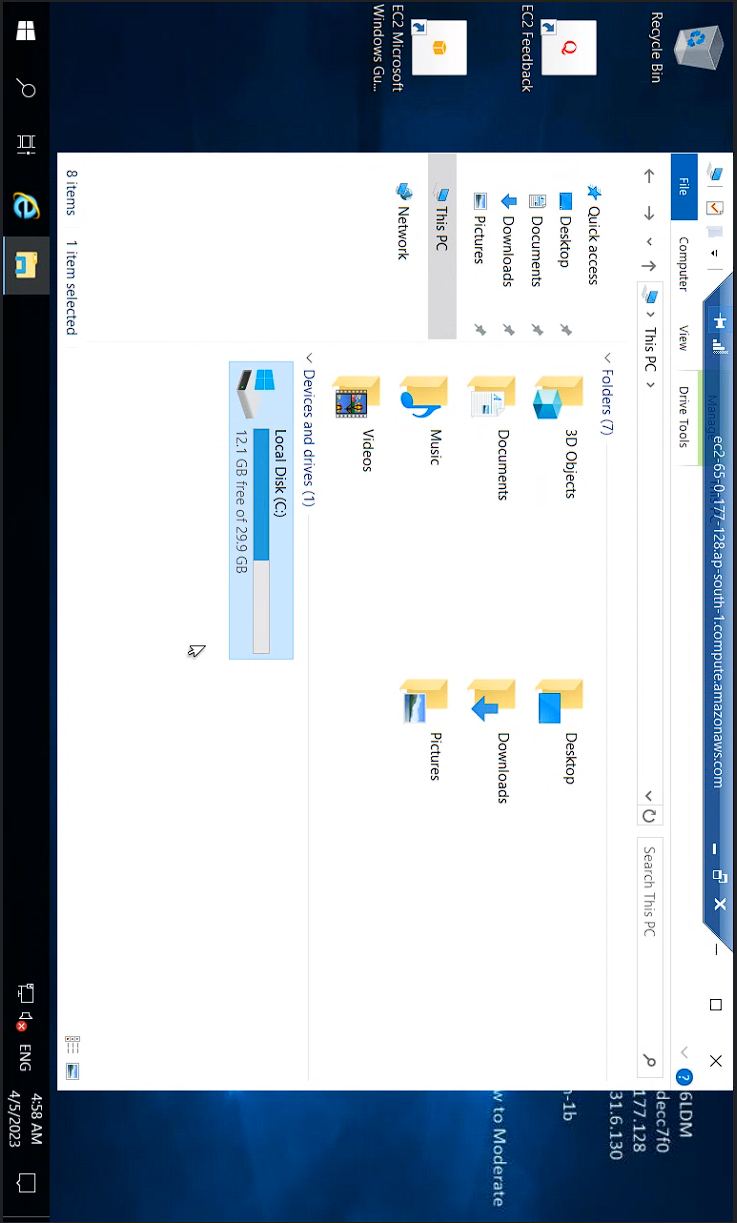 Recycle Bin
EC2 Feedback
EC2 Microsoft
Windows Gu...
ec2-65-0-177-128.ap-south-1.compute.amazonaws.com
Manage
This PC
File
Computer
View
Drive Tools
This PC
Search This PC
Quick access
Desktop
Documents
Downloads
Pictures
This PC
Network
Folders (7)
3D Objects
Desktop
Documents
Downloads
Music
Pictures
Videos
Devices and drives (1)
Local Disk (C:)
12.1 GB free of 29.9 GB
8 items
1 item selected
6LDM
decc7f0
177.128
31.6.130
n-1b
w to Moderate
ENG
4:58 AM
4/5/2023